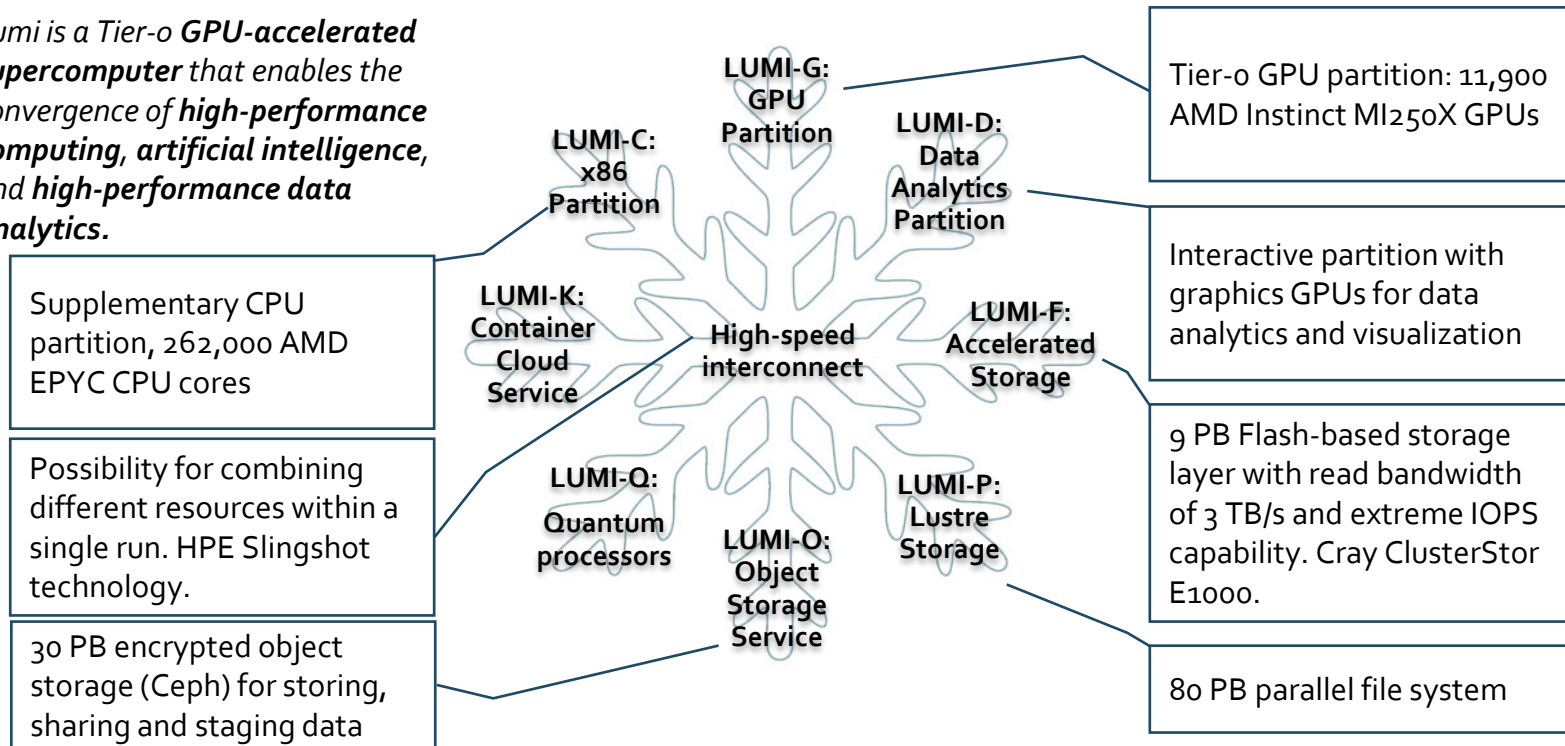 umi is a Tier-0 GPU-accelerated
upercomputer that enables the
onvergence of high-performance
omputing, artificial intelligence,
nd high-performance data
nalytics.
LUMI-G:
GPU
Partition
Tier-0 GPU partition: 11,900
AMD Instinct MI250X GPUs
LUMI-C:
x86
Partition
LUMI-D:
Data
Analytics
Partition
Supplementary CPU
partition, 262,000 AMD
EPYC CPU cores
LUMI-K:
Container
Cloud
Service
High-speed
interconnect
LUMI-F:
Accelerated
Storage
Interactive partition with
graphics GPUs for data
analytics and visualization
Possibility for combining
different resources within a
single run. HPE Slingshot
technology.
LUMI-Q:
Quantum
processors
LUMI-O:
Object
Storage
Service
LUMI-P:
Lustre
Storage
9 PB Flash-based storage
layer with read bandwidth
of 3 TB/s and extreme IOPS
capability. Cray ClusterStor
E1000.
30 PB encrypted object
storage (Ceph) for storing,
sharing and staging data
80 PB parallel file system